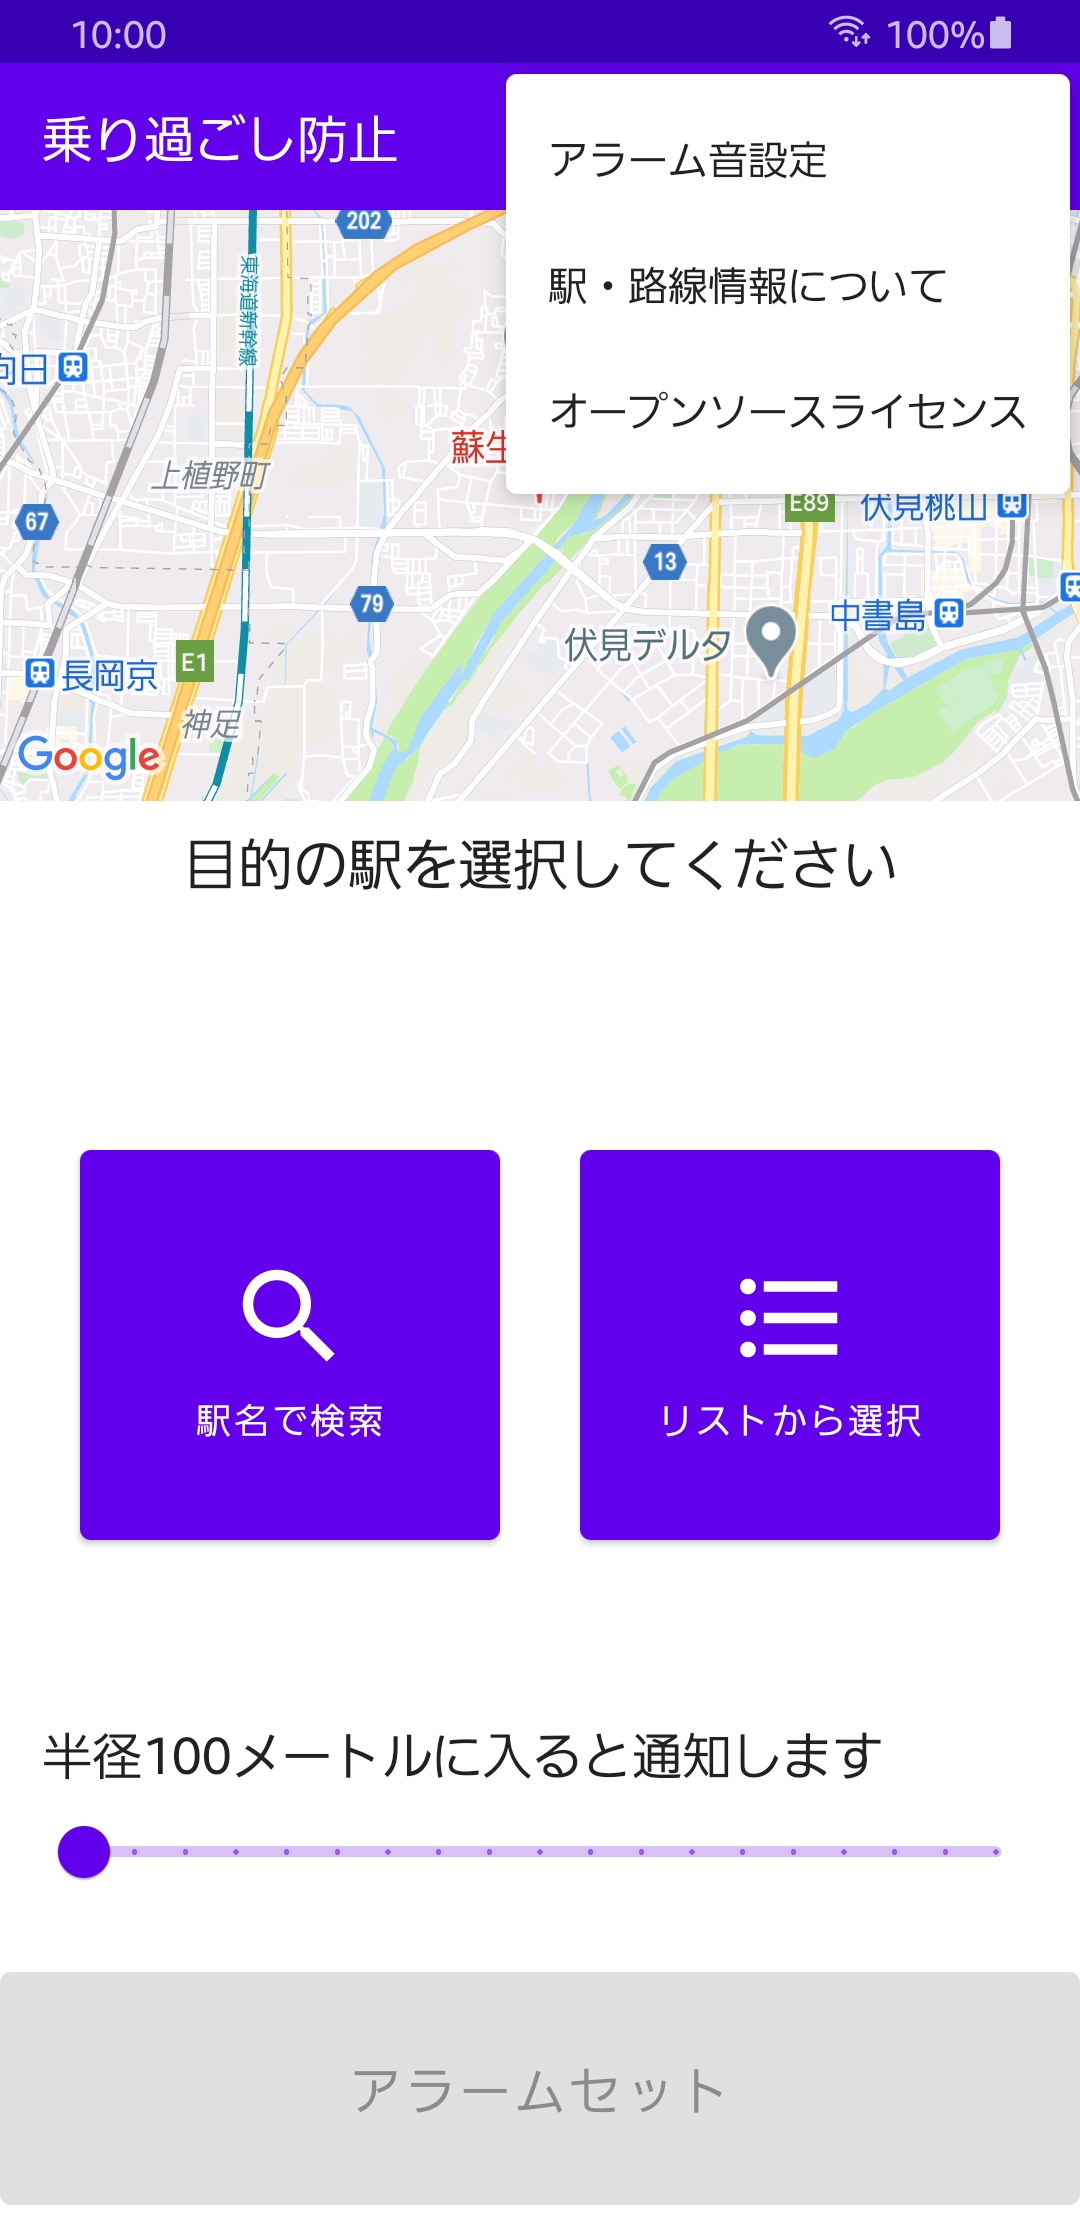 10:00
100%
乗り過ごし防止
アラーム音設定
駅・路線情報について
オープンソースライセンス
202
東海道新幹線
向日
蘇生
上植野町
67
E89
伏見桃山
13
79
中書島
伏見デルタ
E1
長岡京
神足
Google
目的の駅を選択してください
駅名で検索
リストから選択
半径100メートルに入ると通知します
アラームセット